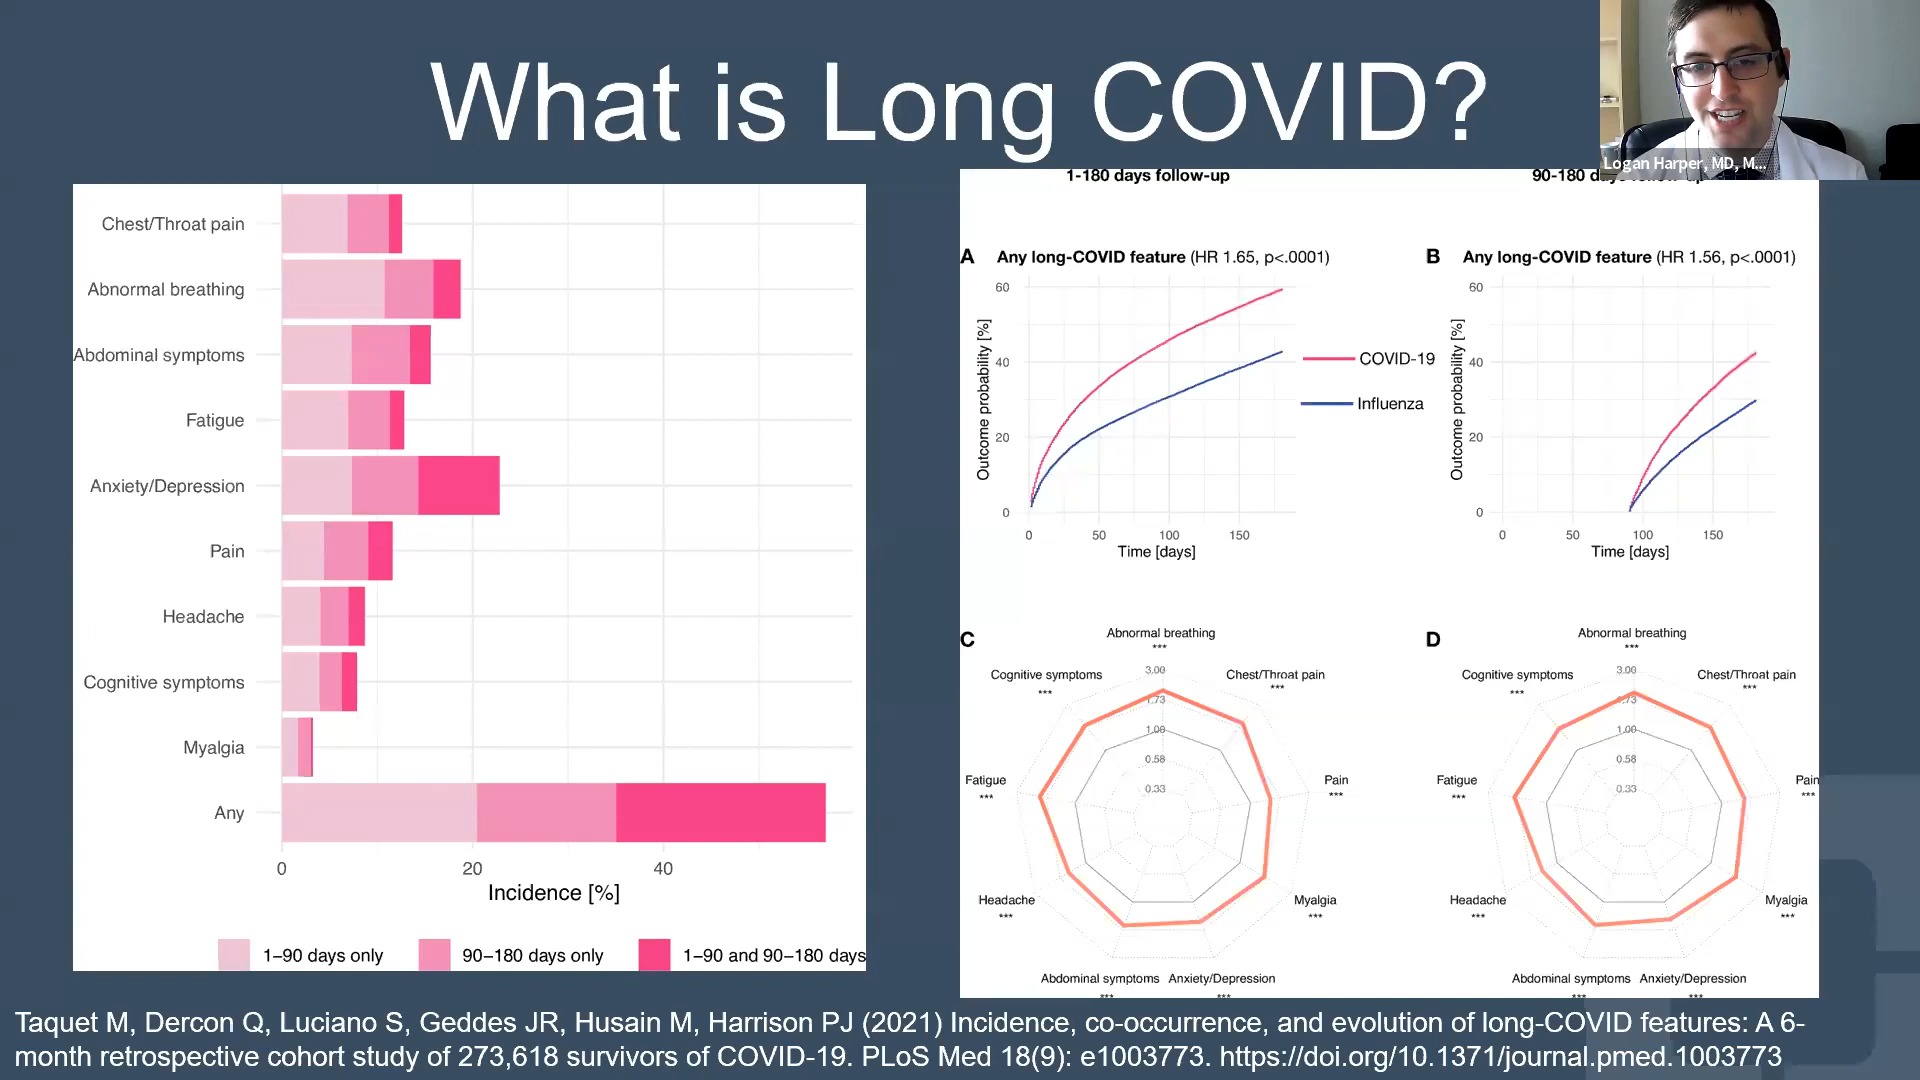 What is Long COVID?
Logan Harper, MD, M...
Chest/Throat pain
Abnormal breathing
Abdominal symptoms
Fatigue
Anxiety/Depression
Pain
Headache
Cognitive symptoms
Myalgia
Any
0 20 40
Incidence [%]
1–90 days only 90–180 days only 1–90 and 90–180 days
1-180 days follow-up
90-180 days follow-up
A Any long-COVID feature (HR 1.65, p<.0001)
60
40
20
0
Outcome probability [%]
0 50 100 150
Time [days]
COVID-19
Influenza
B Any long-COVID feature (HR 1.56, p<.0001)
60
40
20
0
Outcome probability [%]
0 50 100 150
Time [days]
C
Abnormal breathing
***
Cognitive symptoms
***
Chest/Throat pain
***
3.00
1.73
1.00
0.58
0.33
Fatigue
***
Pain
***
Headache
***
Myalgia
***
Abdominal symptoms
***
Anxiety/Depression
***
D
Abnormal breathing
***
Cognitive symptoms
***
Chest/Throat pain
***
3.00
1.73
1.00
0.58
0.33
Fatigue
***
Pain
***
Headache
***
Myalgia
***
Abdominal symptoms
***
Anxiety/Depression
***
Taquet M, Dercon Q, Luciano S, Geddes JR, Husain M, Harrison PJ (2021) Incidence, co-occurrence, and evolution of long-COVID features: A 6-
month retrospective cohort study of 273,618 survivors of COVID-19. PLoS Med 18(9): e1003773. https://doi.org/10.1371/journal.pmed.1003773